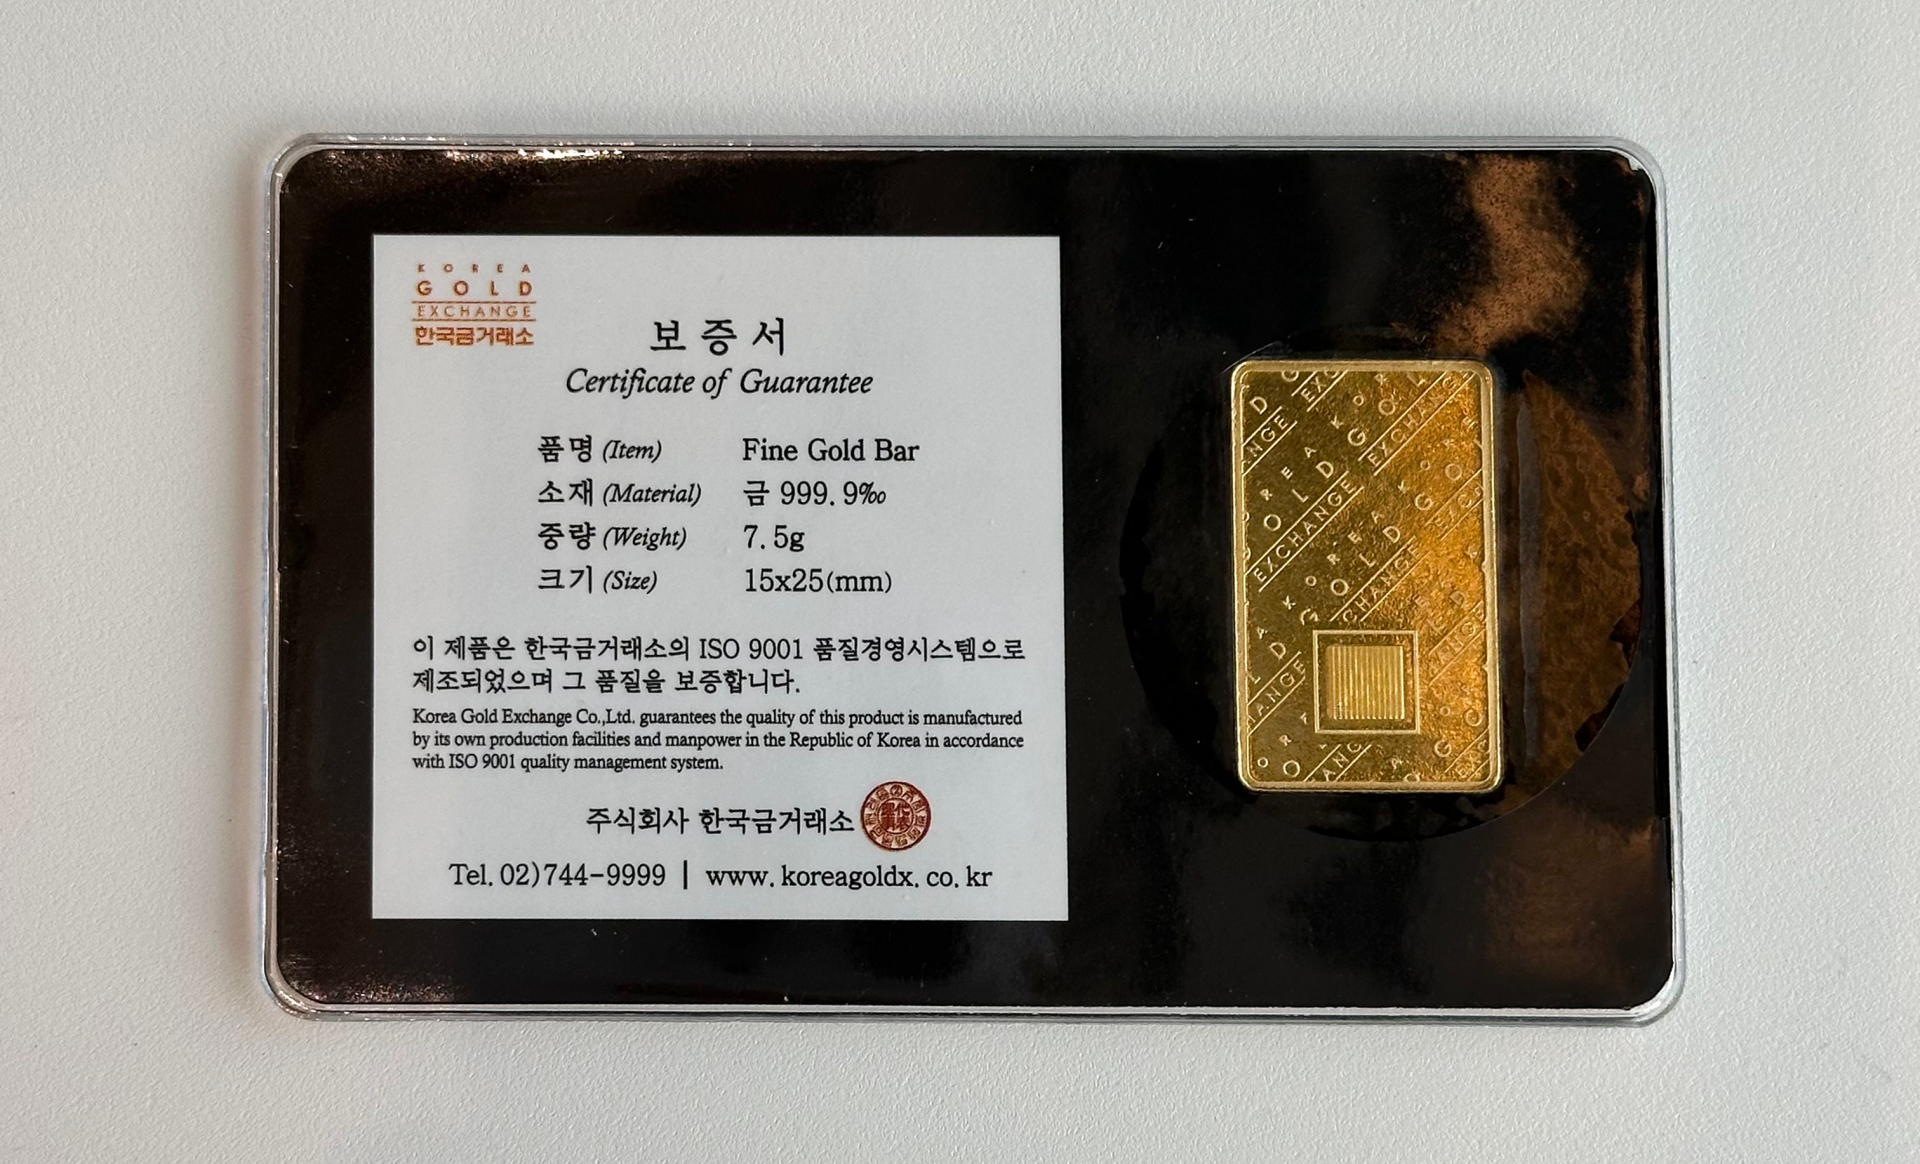 KOREA
GOLD
EXCHANGE
한국금거래소
보증서
Certificate of Guarantee
품명 (Item) Fine Gold Bar
소재 (Material) 금 999.9‰
중량 (Weight) 7.5g
크기 (Size) 15x25(mm)
이 제품은 한국금거래소의 ISO 9001 품질경영시스템으로
제조되었으며 그 품질을 보증합니다.
Korea Gold Exchange Co.,Ltd. guarantees the quality of this product is manufactured
by its own production facilities and manpower in the Republic of Korea in accordance
with ISO 9001 quality management system.
주식회사 한국금거래소
Tel. 02)744-9999 | www.koreagoldx.co.kr
KOREA
GOLD
EXCHANGE